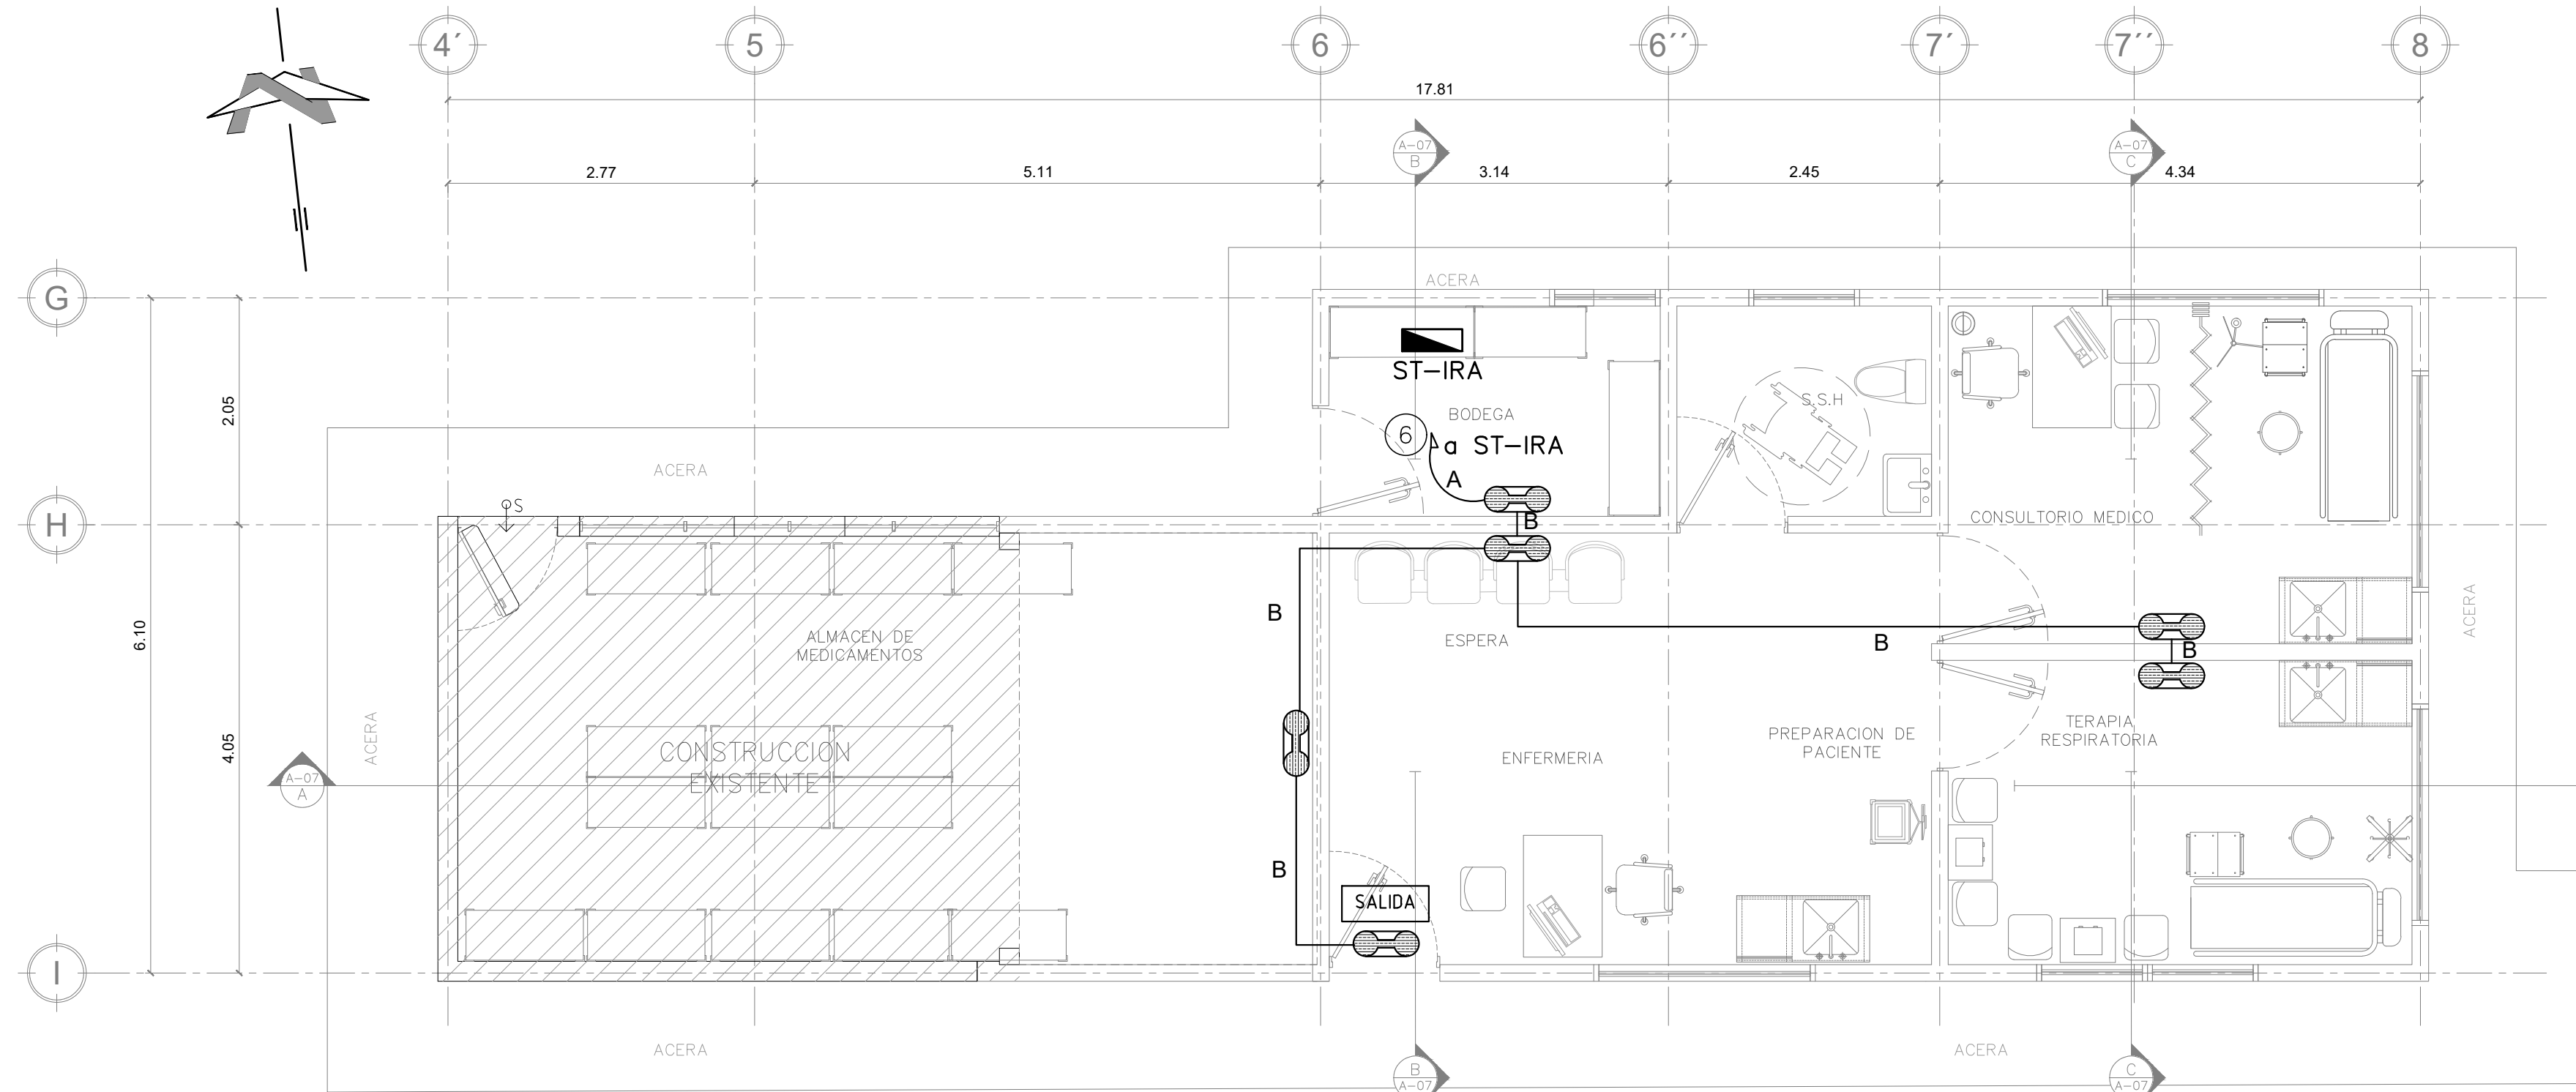 4´
5
6
6´´
7´
7´´
8
17.81
A-07
B
A-07
C
2.77
5.11
3.14
2.45
4.34
G
ACERA
ST-IRA
2.05
S.S.H
BODEGA
6
a ST-IRA
A
ACERA
S
H
B
CONSULTORIO MEDICO
ACERA
B
6.10
ALMACEN DE
MEDICAMENTOS
ESPERA
B
B
ACERA
4.05
CONSTRUCCION
EXISTENTE
ENFERMERIA
PREPARACION DE
PACIENTE
TERAPIA
RESPIRATORIA
A-07
A
B
SALIDA
I
ACERA
ACERA
B
A-07
C
A-07